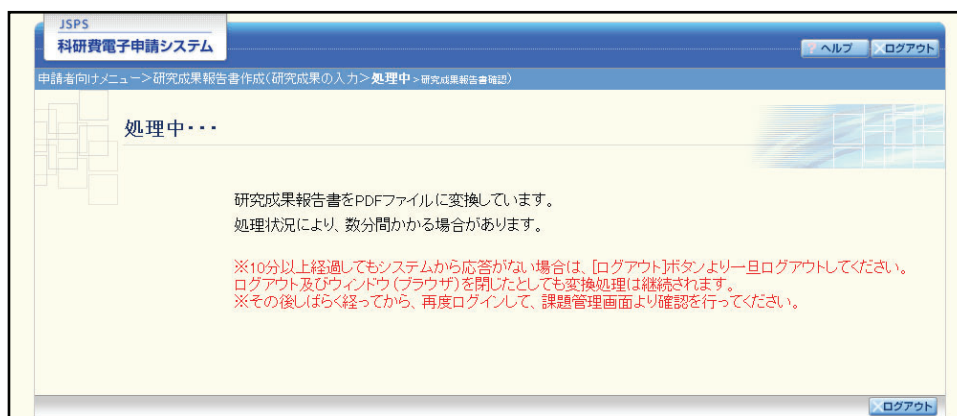 JSPS
科研費電子申請システム
ヘルプ
ログアウト
申請者向けメニュー>研究成果報告書作成(研究成果の入力>処理中>研究成果報告書確認)
処理中・・・
研究成果報告書をPDFファイルに変換しています。
処理状況により、数分間かかる場合があります。
※10分以上経過してもシステムから応答がない場合は、[ログアウト]ボタンより一旦ログアウトしてください。
ログアウト及びウィンドウ(ブラウザ)を閉じたとしても変換処理は継続されます。
※その後しばらく経ってから、再度ログインして、課題管理画面より確認を行ってください。
ログアウト